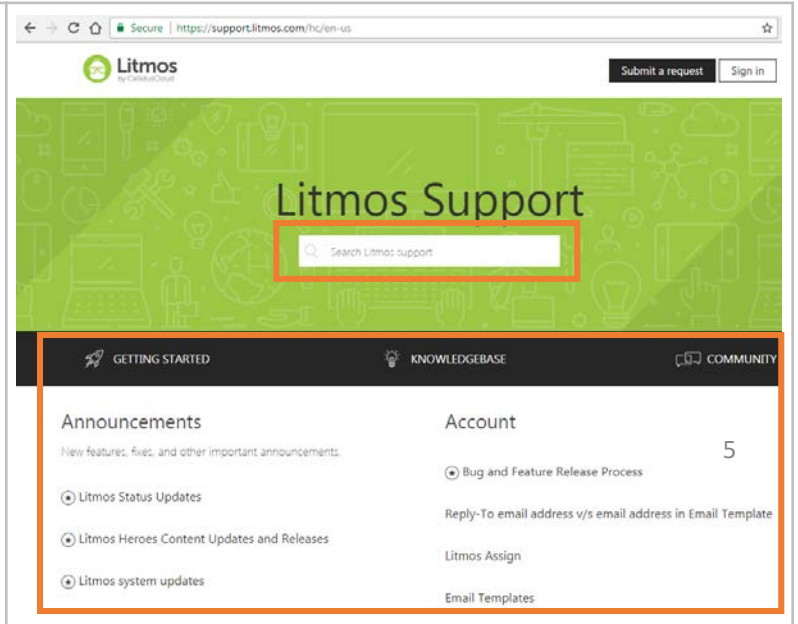 Secure | https://support.litmos.com/hc/en-us
Litmos
by CallidusCloud
Submit a request
Sign in
Litmos Support
Search Litmos support
GETTING STARTED
KNOWLEDGEBASE
COMMUNITY
Announcements
New features, fixes, and other important announcements.
Litmos Status Updates
Litmos Heroes Content Updates and Releases
Litmos system updates
Account
5
Bug and Feature Release Process
Reply-To email address v/s email address in Email Template
Litmos Assign
Email Templates